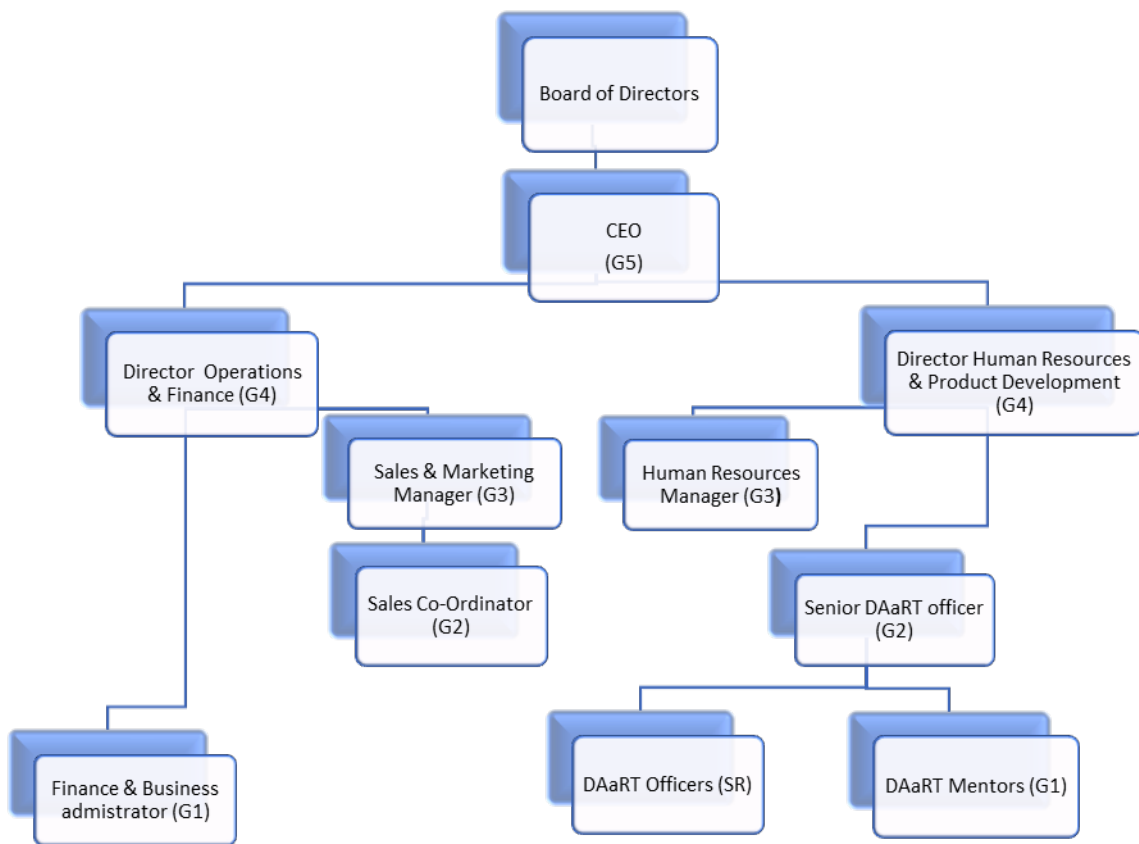 Board of Directors
CEO
(G5)
Director Operations
& Finance (G4)
Director Human Resources
& Product Development
(G4)
Sales & Marketing
Manager (G3)
Human Resources
Manager (G3)
Sales Co-Ordinator
(G2)
Senior DAaRT officer
(G2)
Finance & Business
admistrator (G1)
DAaRT Officers (SR)
DAaRT Mentors (G1)